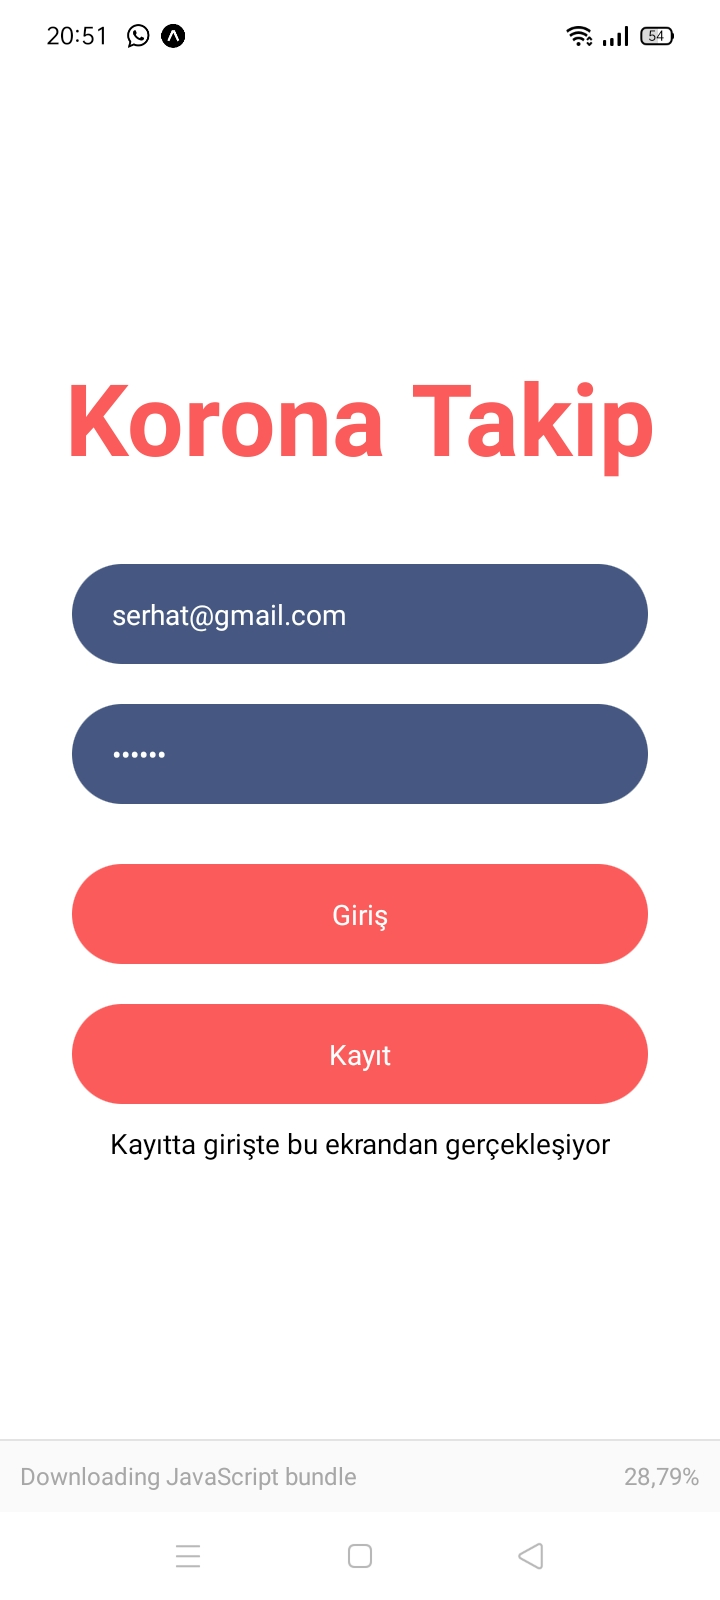 20:51
54
Korona Takip
serhat@gmail.com
••••••
Giriş
Kayıt
Kayıtta girişte bu ekrandan gerçekleşiyor
Downloading JavaScript bundle 28,79%